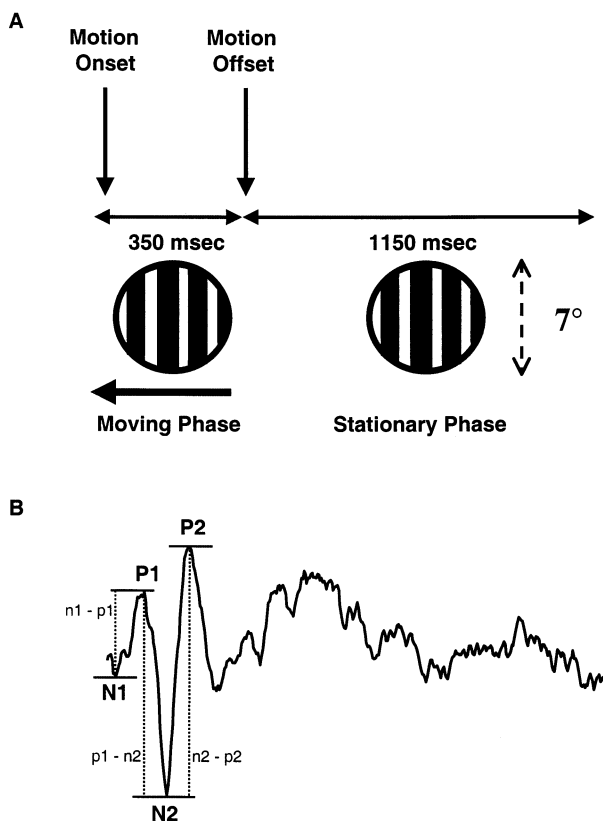 A
Motion Onset
Motion Offset
350 msec
1150 msec
7°
Moving Phase
Stationary Phase
B
P2
P1
n1 - p1
N1
p1 - n2
n2 - p2
N2